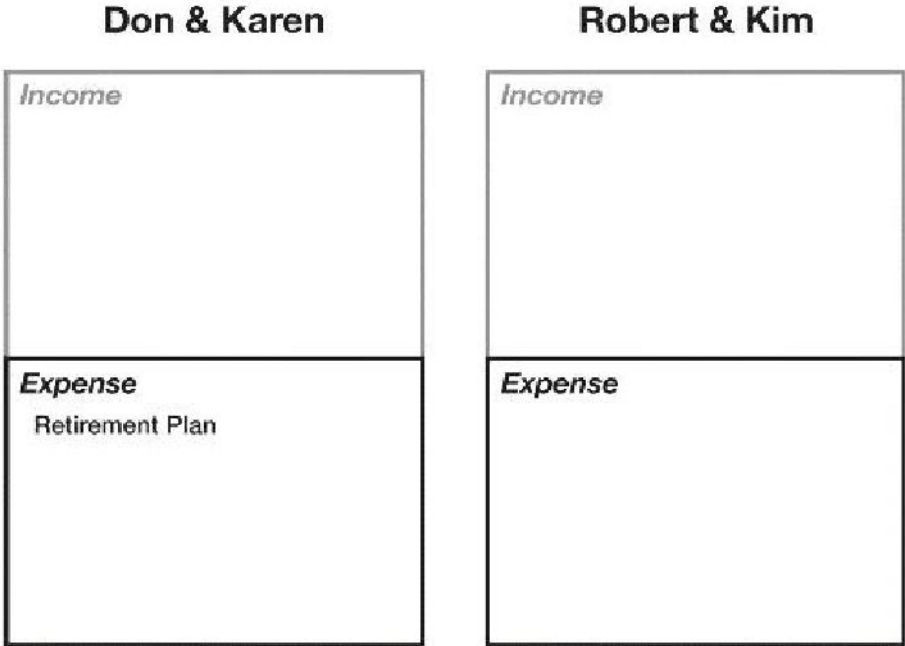 Don & Karen
Income
Expense
Retirement Plan
Robert & Kim
Income
Expense